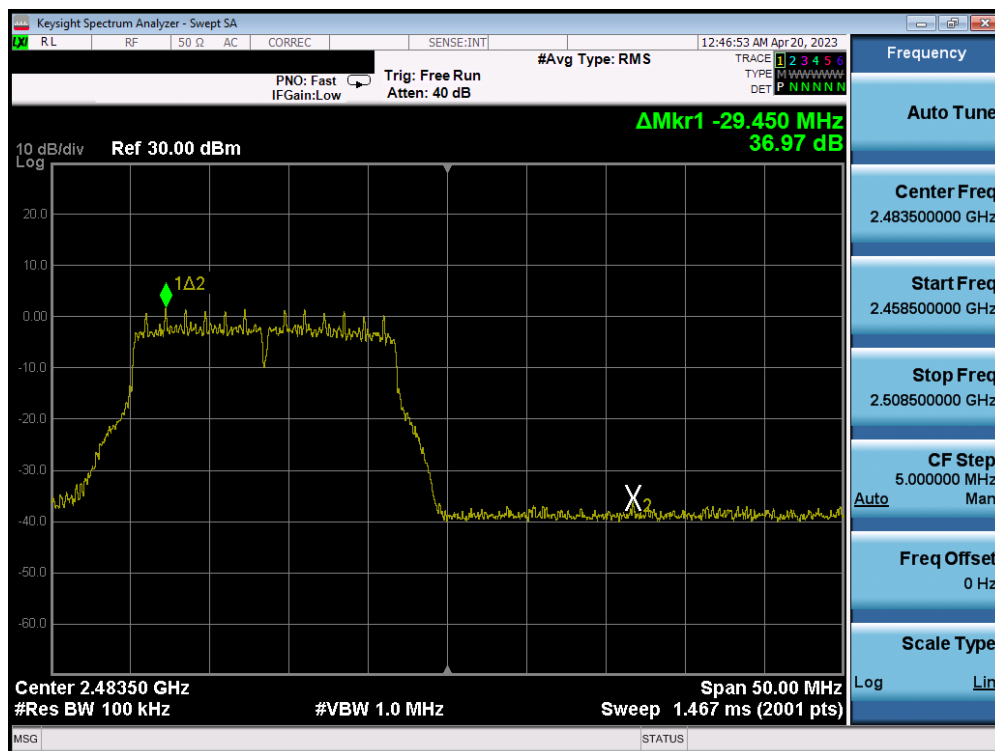 Keysight Spectrum Analyzer - Swept SA
LXI RL RF 50 Ω AC CORREC SENSE:INT 12:46:53 AM Apr 20, 2023
#Avg Type: RMS
TRACE 1 2 3 4 5 6
PNO: Fast Trig: Free Run
TYPE M WWWWW
IFGain:Low Atten: 40 dB
DET P N N N N N
ΔMkr1 -29.450 MHz
36.97 dB
10 dB/div Ref 30.00 dBm
Log
20.0
10.0
1Δ2
0.00
-10.0
-20.0
-30.0
X2
-40.0
-50.0
-60.0
Center 2.48350 GHz Span 50.00 MHz
#Res BW 100 kHz #VBW 1.0 MHz Sweep 1.467 ms (2001 pts)
MSG STATUS
Frequency
Auto Tune
Center Freq
2.483500000 GHz
Start Freq
2.458500000 GHz
Stop Freq
2.508500000 GHz
CF Step
5.000000 MHz
Auto Man
Freq Offset
0 Hz
Scale Type
Log Lin